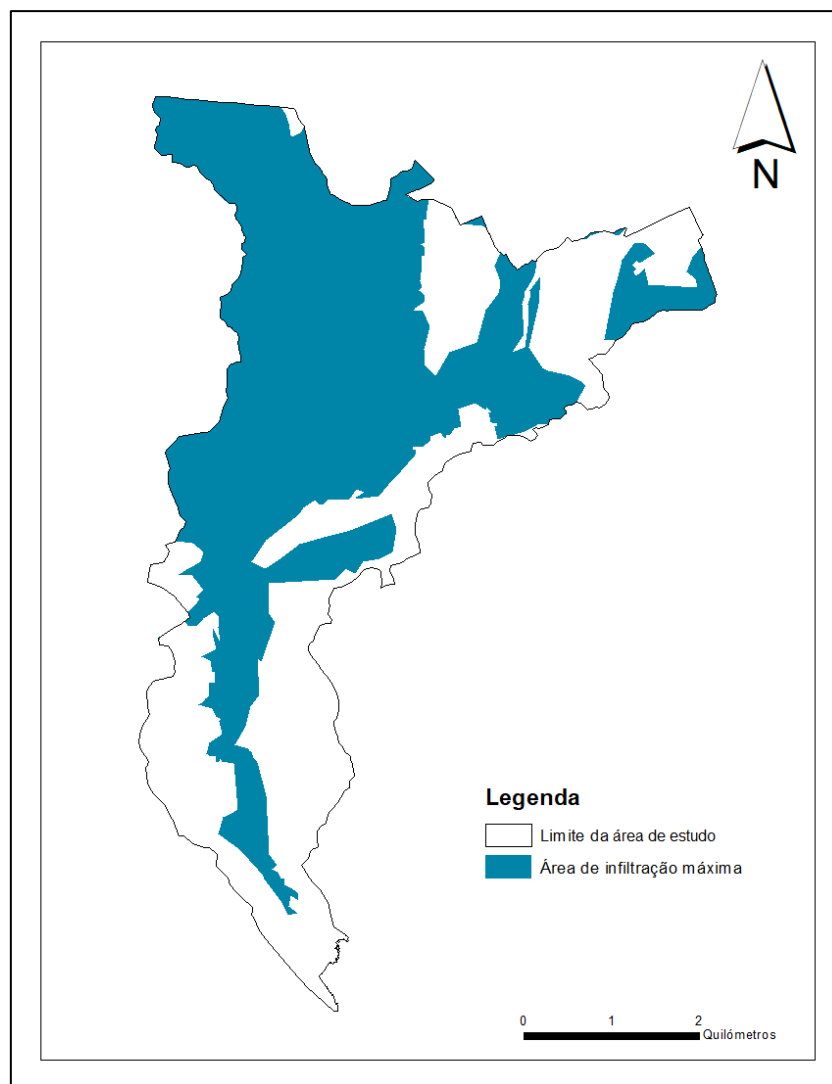 N
Legenda
Limite da área de estudo
Área de infiltração máxima
0 1 2
Quilómetros